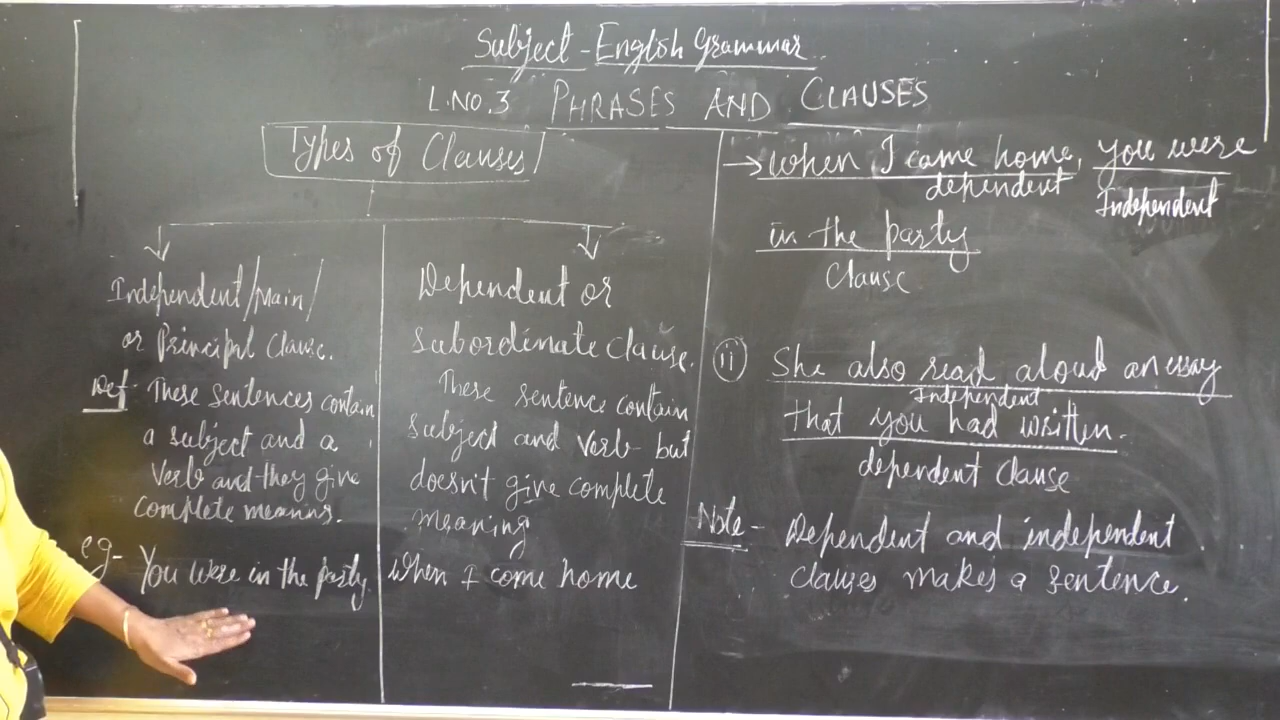 Subject - English Grammar
L.NO.3 PHRASES AND CLAUSES
Types of Clauses
Independent/Main/
or Principal Clause.
Def- These sentences contain
a subject and a
Verb and they give
Complete meaning.
eg- You were in the party.
Dependent or
Subordinate Clause.
These sentence contain
Subject and Verb but
doesn't give complete
meaning
When I come home
→ When I came home, you were
dependent Independent
in the party
Clause
ii She also read aloud an essay
Independent
that you had written.
dependent Clause
Note - Dependent and independent
clauses makes a sentence.